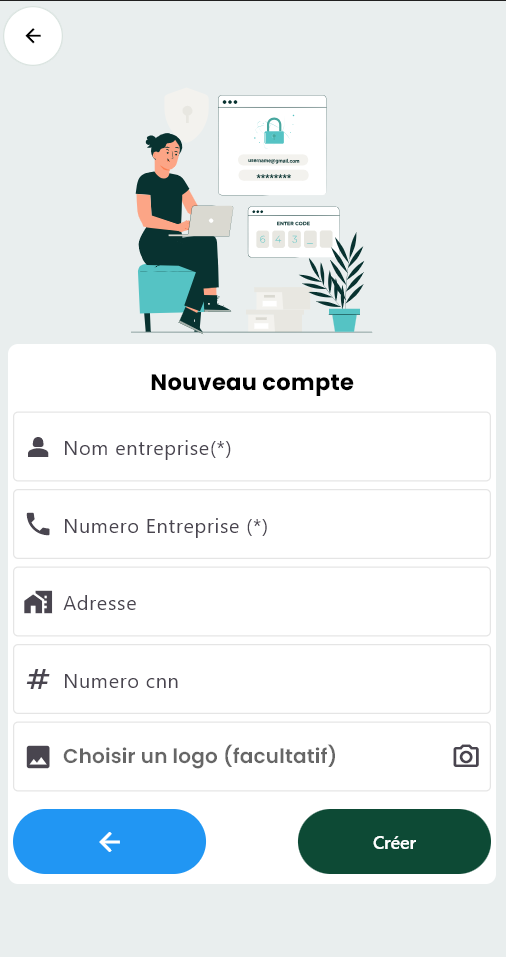 username@gmail.com
********
ENTER CODE
6 4 3 _
Nouveau compte
Nom entreprise(*)
Numero Entreprise (*)
Adresse
Numero cnn
Choisir un logo (facultatif)
Créer